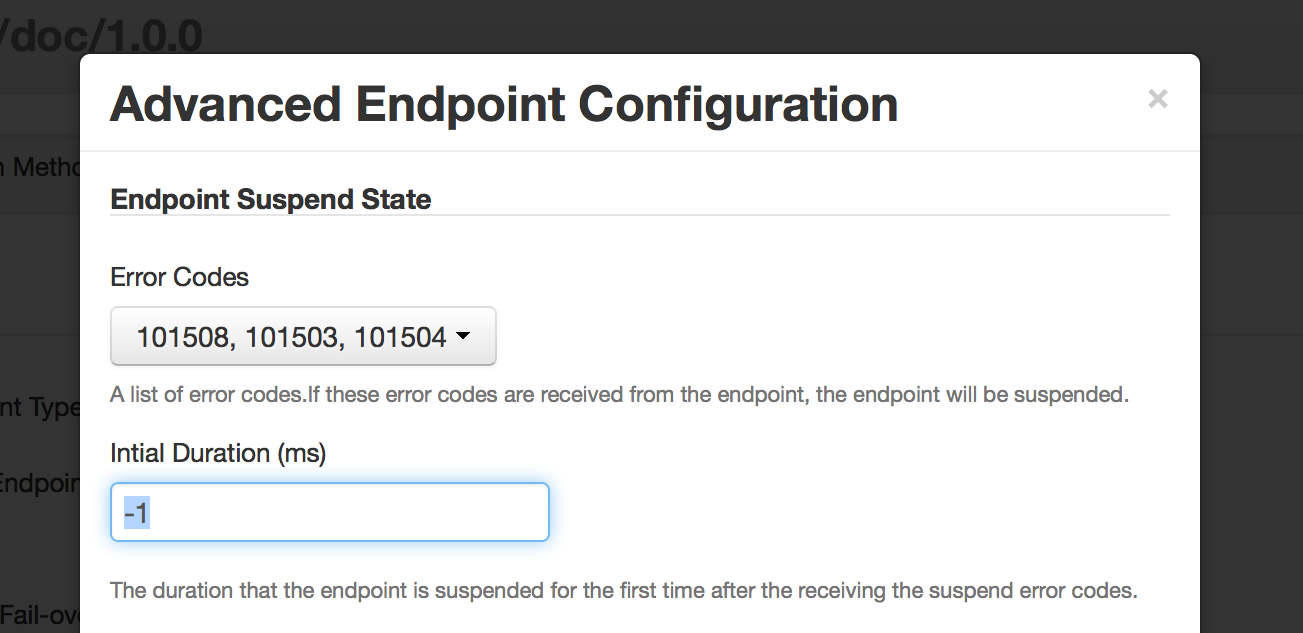 /doc/1.0.0
Advanced Endpoint Configuration
×
n Metho
Endpoint Suspend State
Error Codes
101508, 101503, 101504
A list of error codes.If these error codes are received from the endpoint, the endpoint will be suspended.
nt Type
Intial Duration (ms)
Endpoin
-1
The duration that the endpoint is suspended for the first time after the receiving the suspend error codes.
Fail-ov